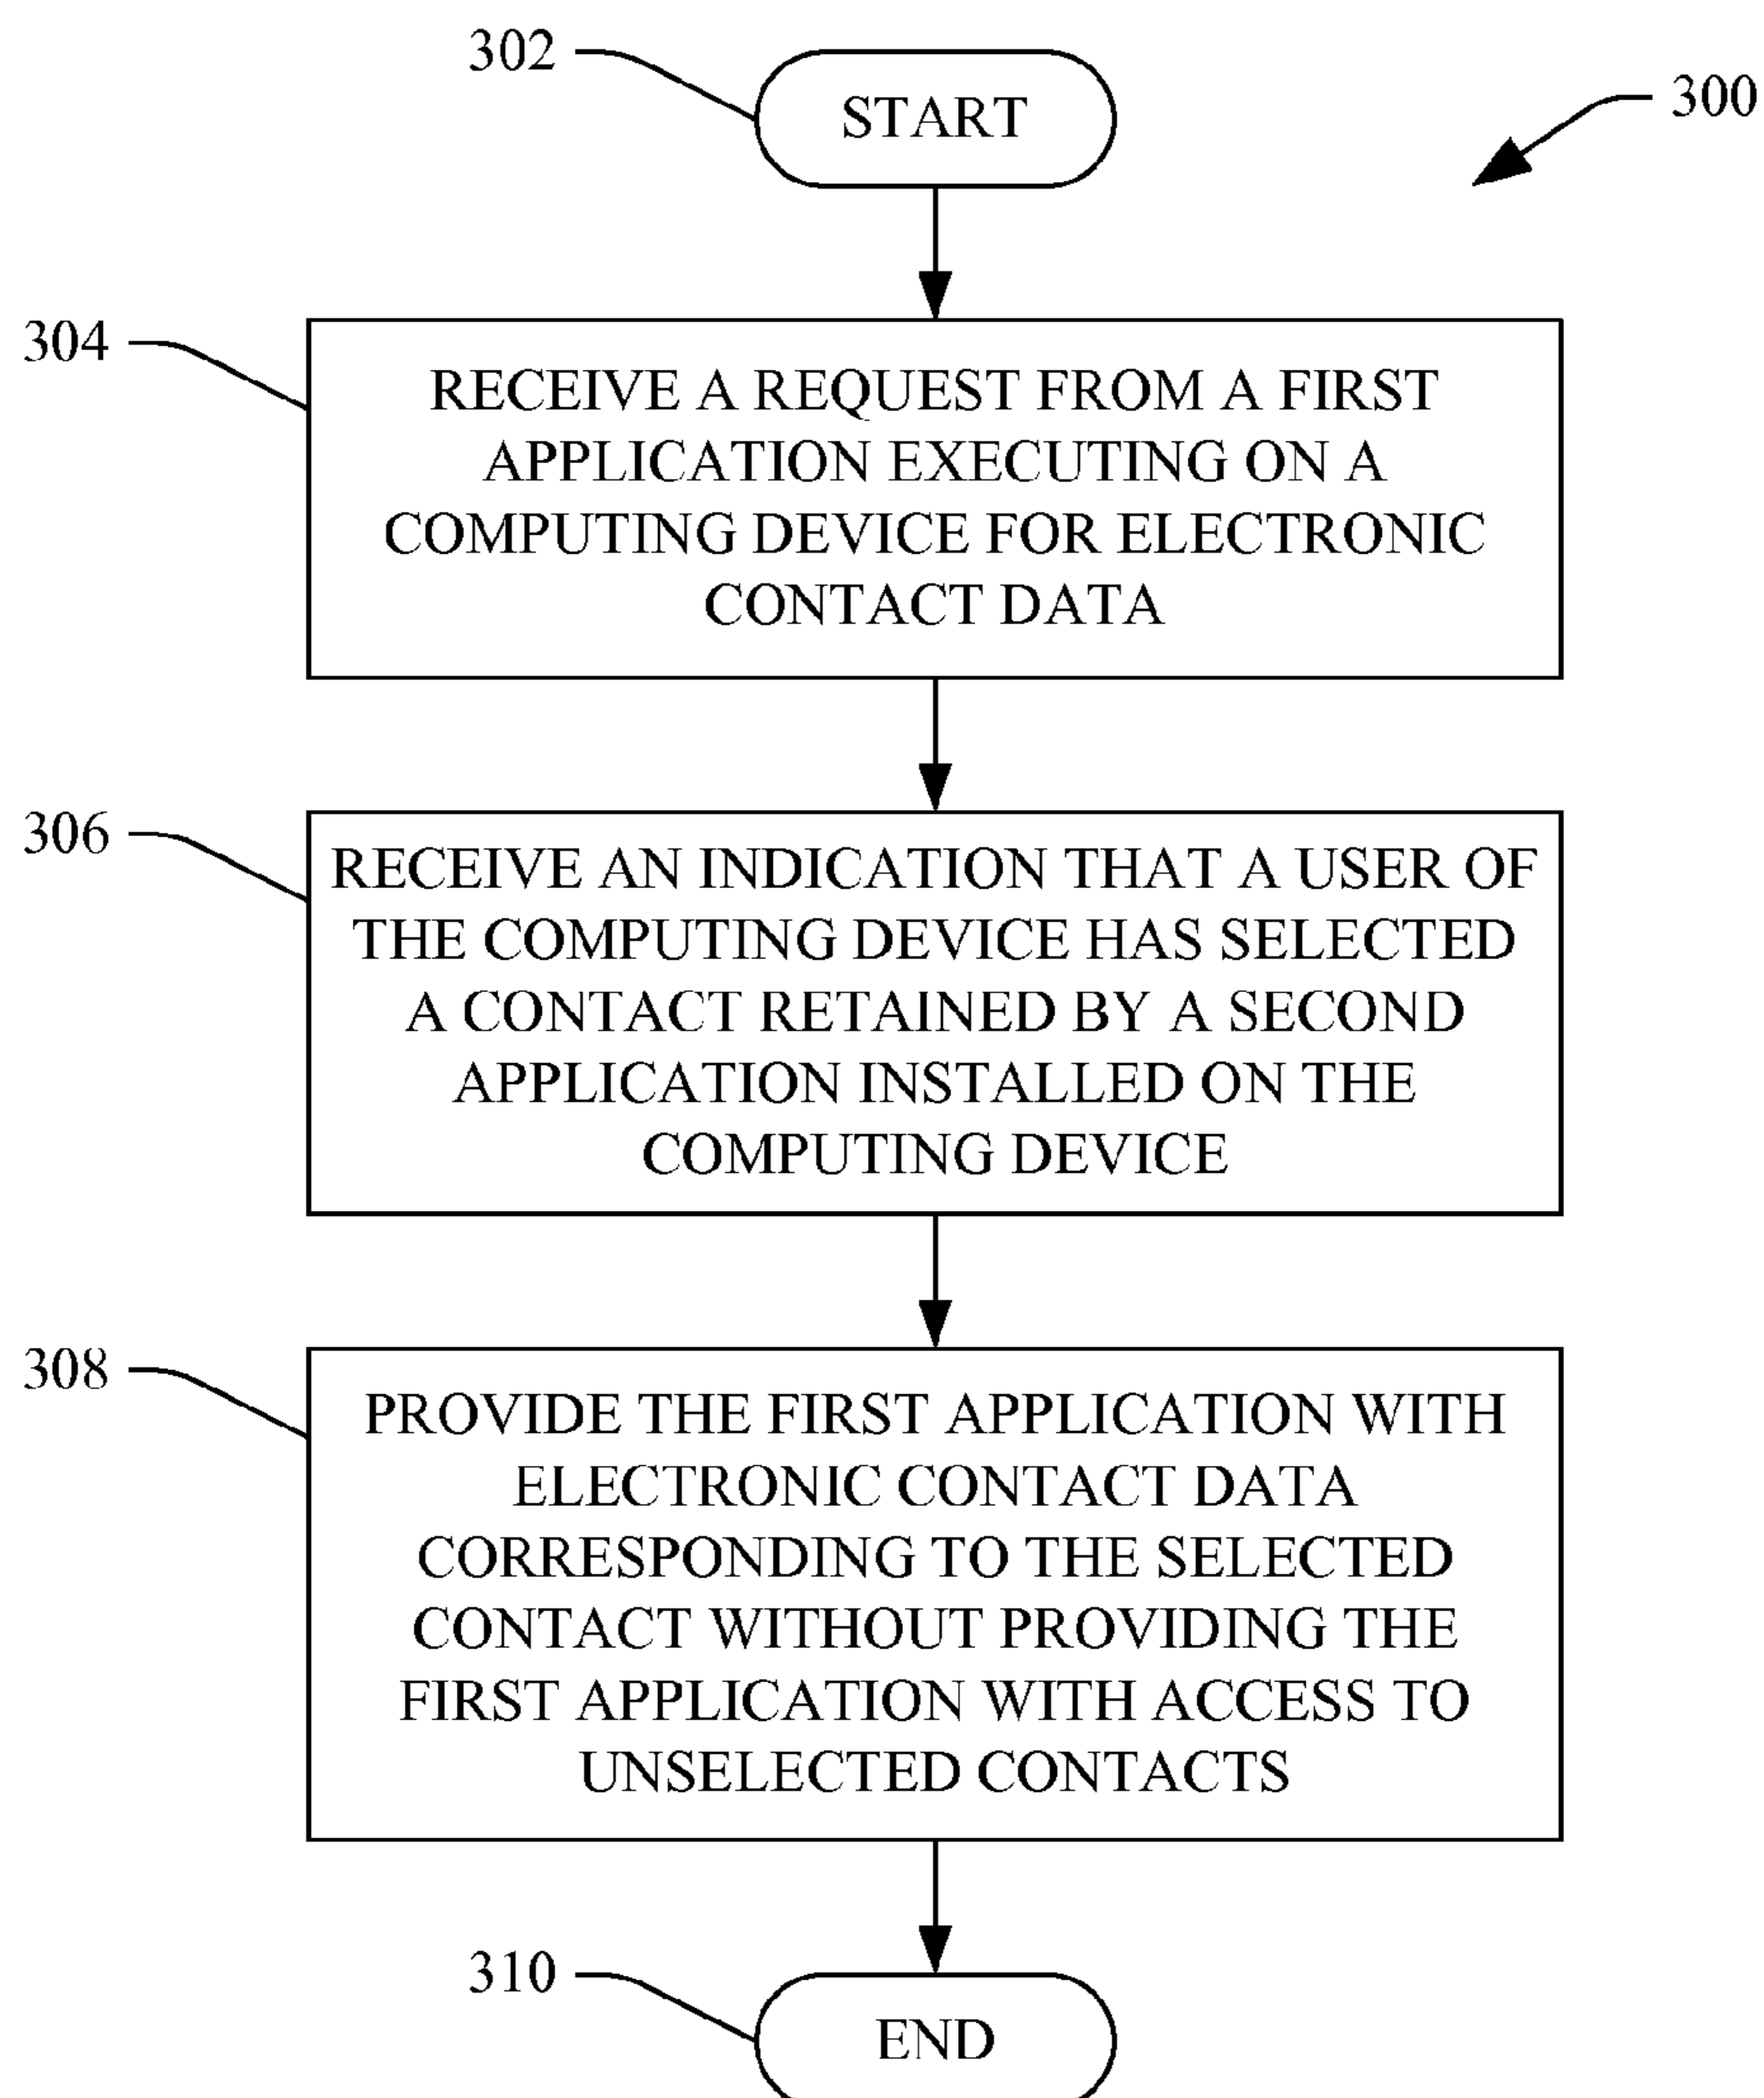 302
START
300
304
RECEIVE A REQUEST FROM A FIRST
APPLICATION EXECUTING ON A
COMPUTING DEVICE FOR ELECTRONIC
CONTACT DATA
306
RECEIVE AN INDICATION THAT A USER OF
THE COMPUTING DEVICE HAS SELECTED
A CONTACT RETAINED BY A SECOND
APPLICATION INSTALLED ON THE
COMPUTING DEVICE
308
PROVIDE THE FIRST APPLICATION WITH
ELECTRONIC CONTACT DATA
CORRESPONDING TO THE SELECTED
CONTACT WITHOUT PROVIDING THE
FIRST APPLICATION WITH ACCESS TO
UNSELECTED CONTACTS
310
END